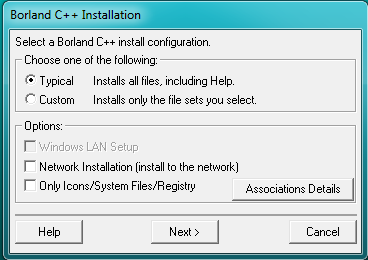 Borland C++ Installation
Select a Borland C++ install configuration.
Choose one of the following:
Typical Installs all files, including Help.
Custom Installs only the file sets you select.
Options:
Windows LAN Setup
Network Installation (install to the network)
Only Icons/System Files/Registry
Associations Details
Help Next > Cancel